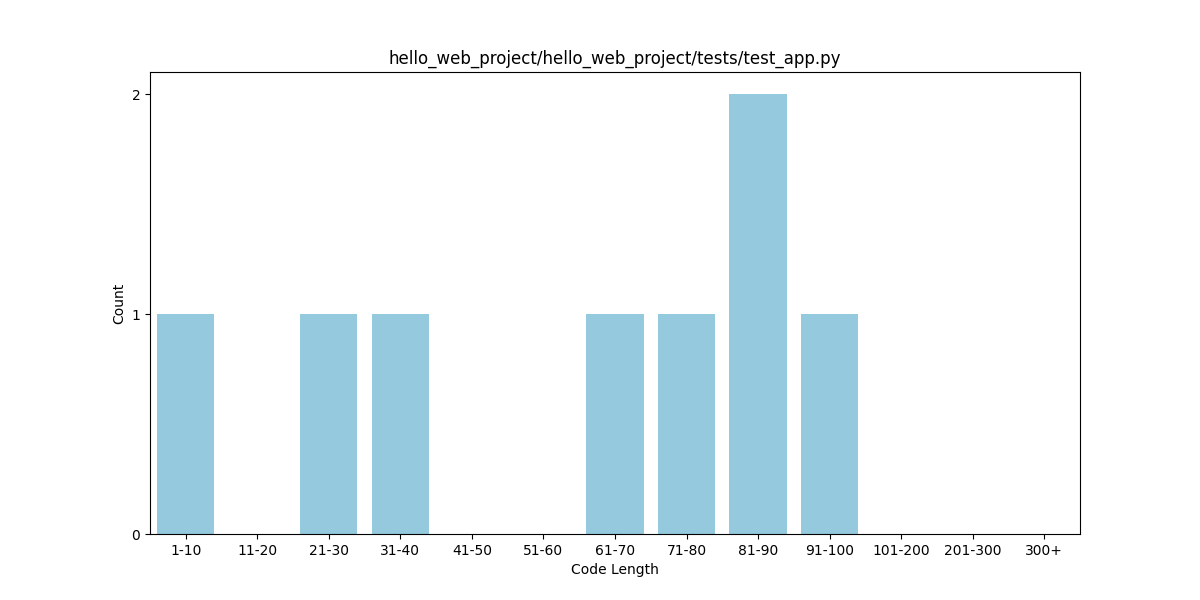 hello_web_project/hello_web_project/tests/test_app.py
2
1
0
Count
1-10 11-20 21-30 31-40 41-50 51-60 61-70 71-80 81-90 91-100 101-200 201-300 300+
Code Length